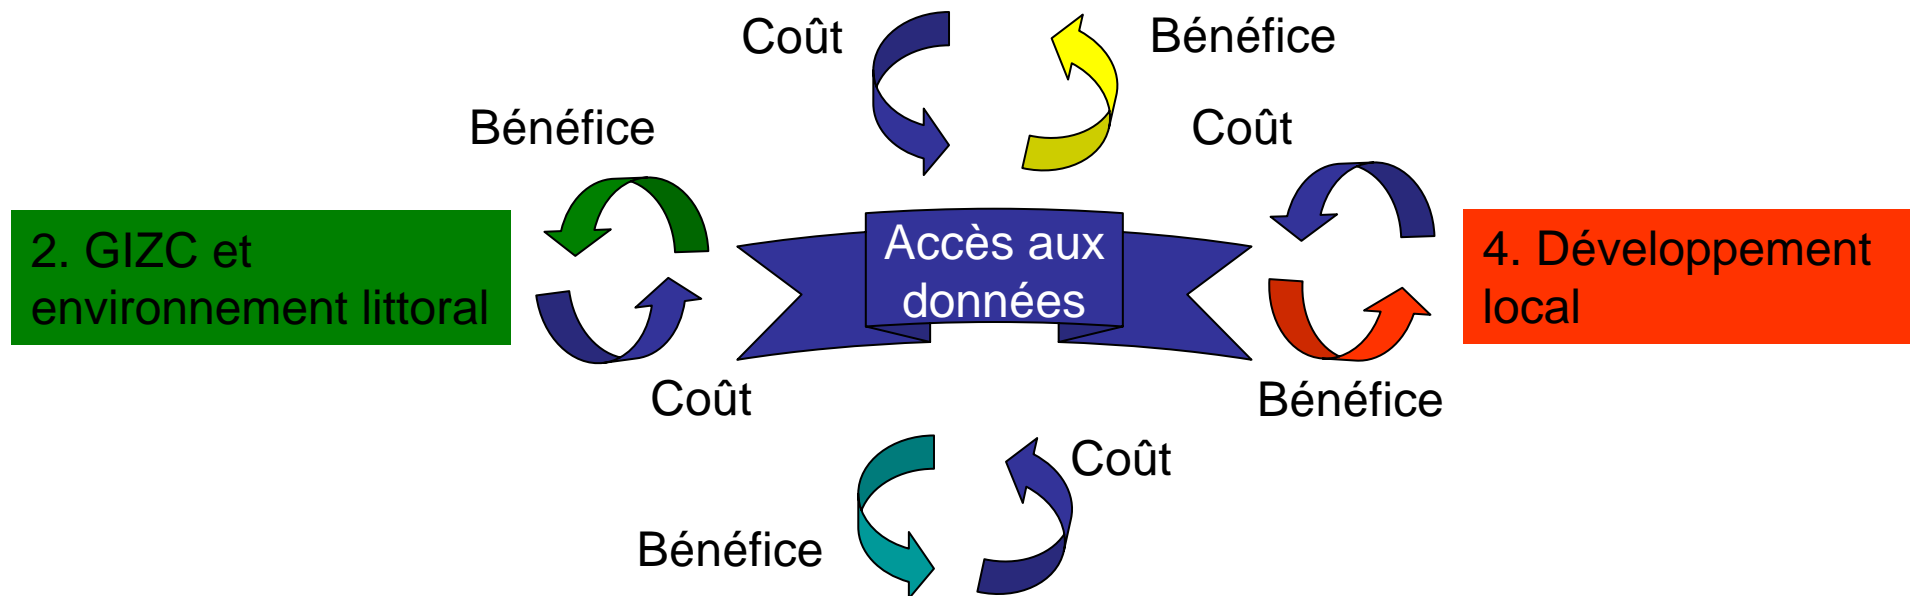 Coût
Bénéfice
Bénéfice
Coût
2. GIZC et
environnement littoral
Accès aux
données
4. Développement
local
Coût
Bénéfice
Coût
Bénéfice